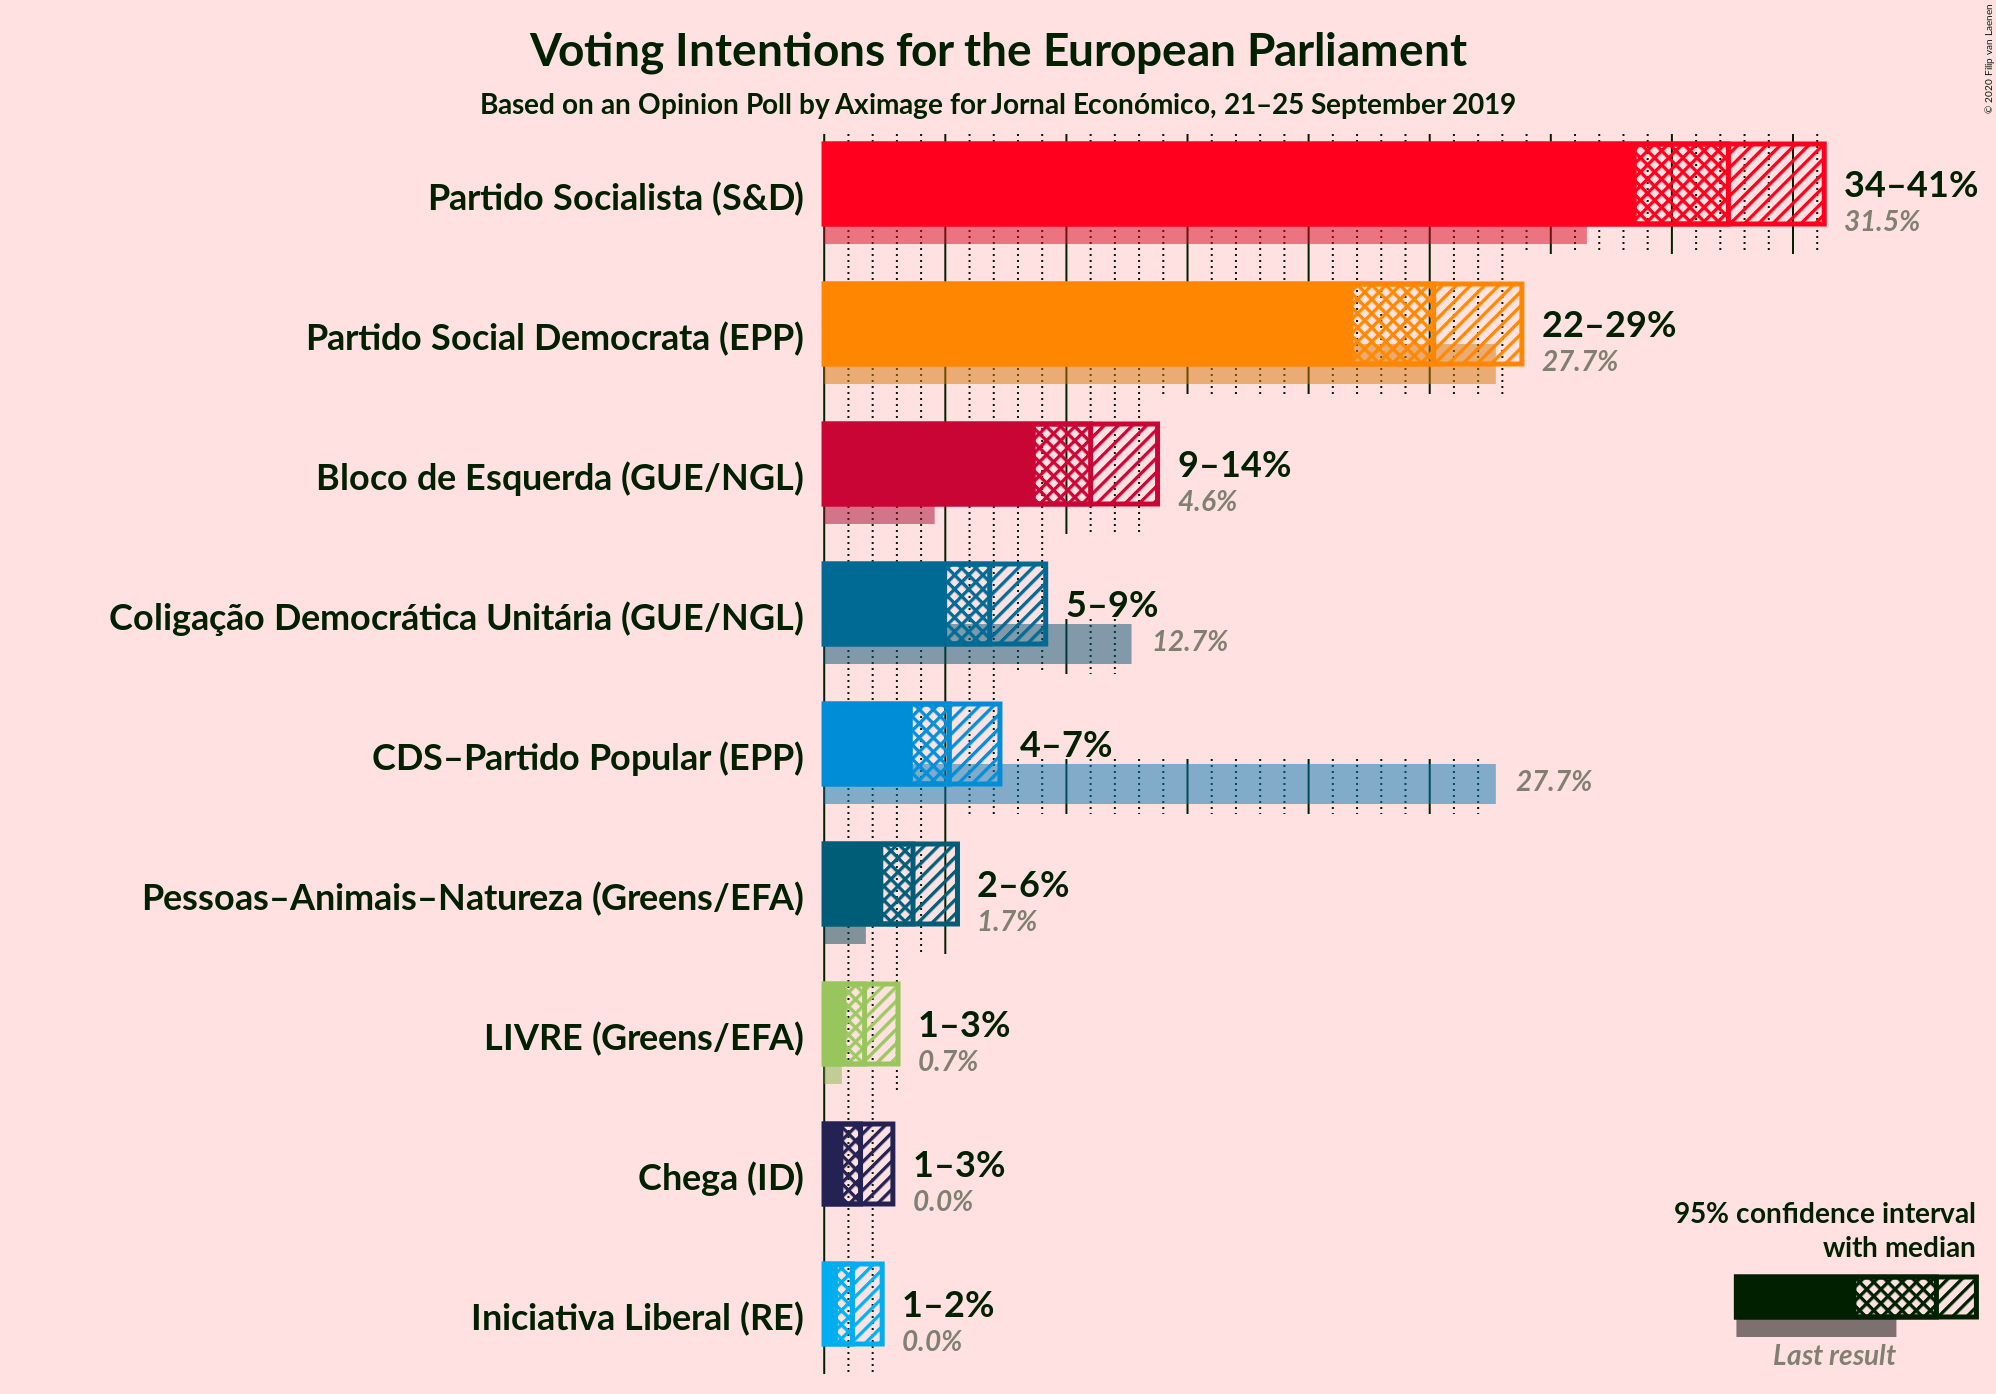 Voting Intentions for the European Parliament
Based on an Opinion Poll by Aximage for Jornal Económico, 21–25 September 2019
© 2020 Filip van Laenen
Partido Socialista (S&D)
34–41%
31.5%
Partido Social Democrata (EPP)
22–29%
27.7%
Bloco de Esquerda (GUE/NGL)
9–14%
4.6%
Coligação Democrática Unitária (GUE/NGL)
5–9%
12.7%
CDS–Partido Popular (EPP)
4–7%
27.7%
Pessoas–Animais–Natureza (Greens/EFA)
2–6%
1.7%
LIVRE (Greens/EFA)
1–3%
0.7%
Chega (ID)
1–3%
0.0%
Iniciativa Liberal (RE)
1–2%
0.0%
95% confidence interval
with median
Last result